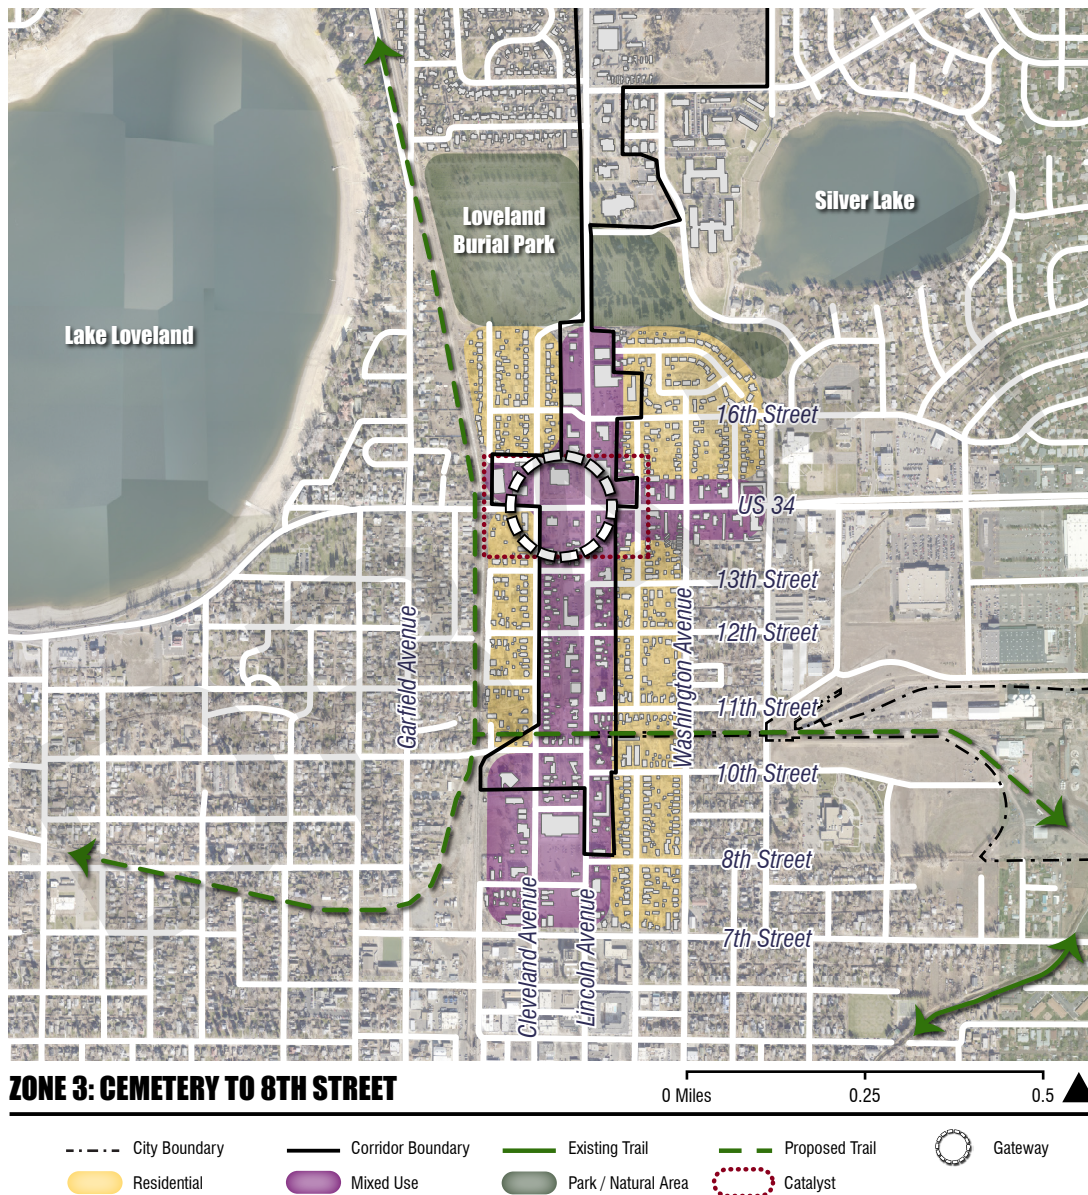 Loveland
Burial Park
Silver Lake
Lake Loveland
16th Street
US 34
13th Street
12th Street
Garfield Avenue
Washington Avenue
11th Street
10th Street
8th Street
Cleveland Avenue
Lincoln Avenue
7th Street
ZONE 3: CEMETERY TO 8TH STREET
0 Miles 0.25 0.5
City Boundary Corridor Boundary Existing Trail Proposed Trail Gateway
Residential Mixed Use Park / Natural Area Catalyst